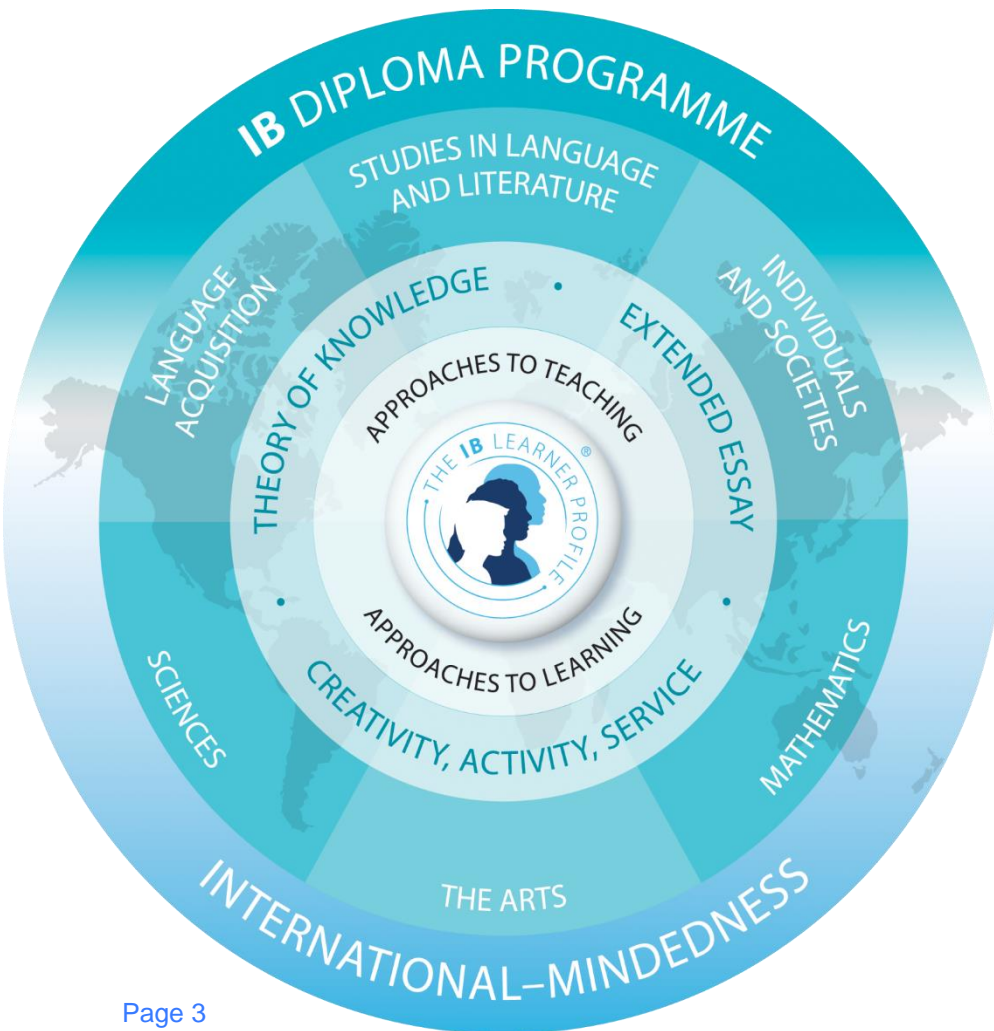 IB DIPLOMA PROGRAMME
STUDIES IN LANGUAGE
AND LITERATURE
LANGUAGE
ACQUISITION
INDIVIDUALS
AND SOCIETIES
THEORY OF KNOWLEDGE
•
EXTENDED ESSAY
APPROACHES TO TEACHING
• THE IB LEARNER PROFILE •
®
APPROACHES TO LEARNING
•
•
CREATIVITY, ACTIVITY, SERVICE
SCIENCES
MATHEMATICS
THE ARTS
INTERNATIONAL–MINDEDNESS
Page 3